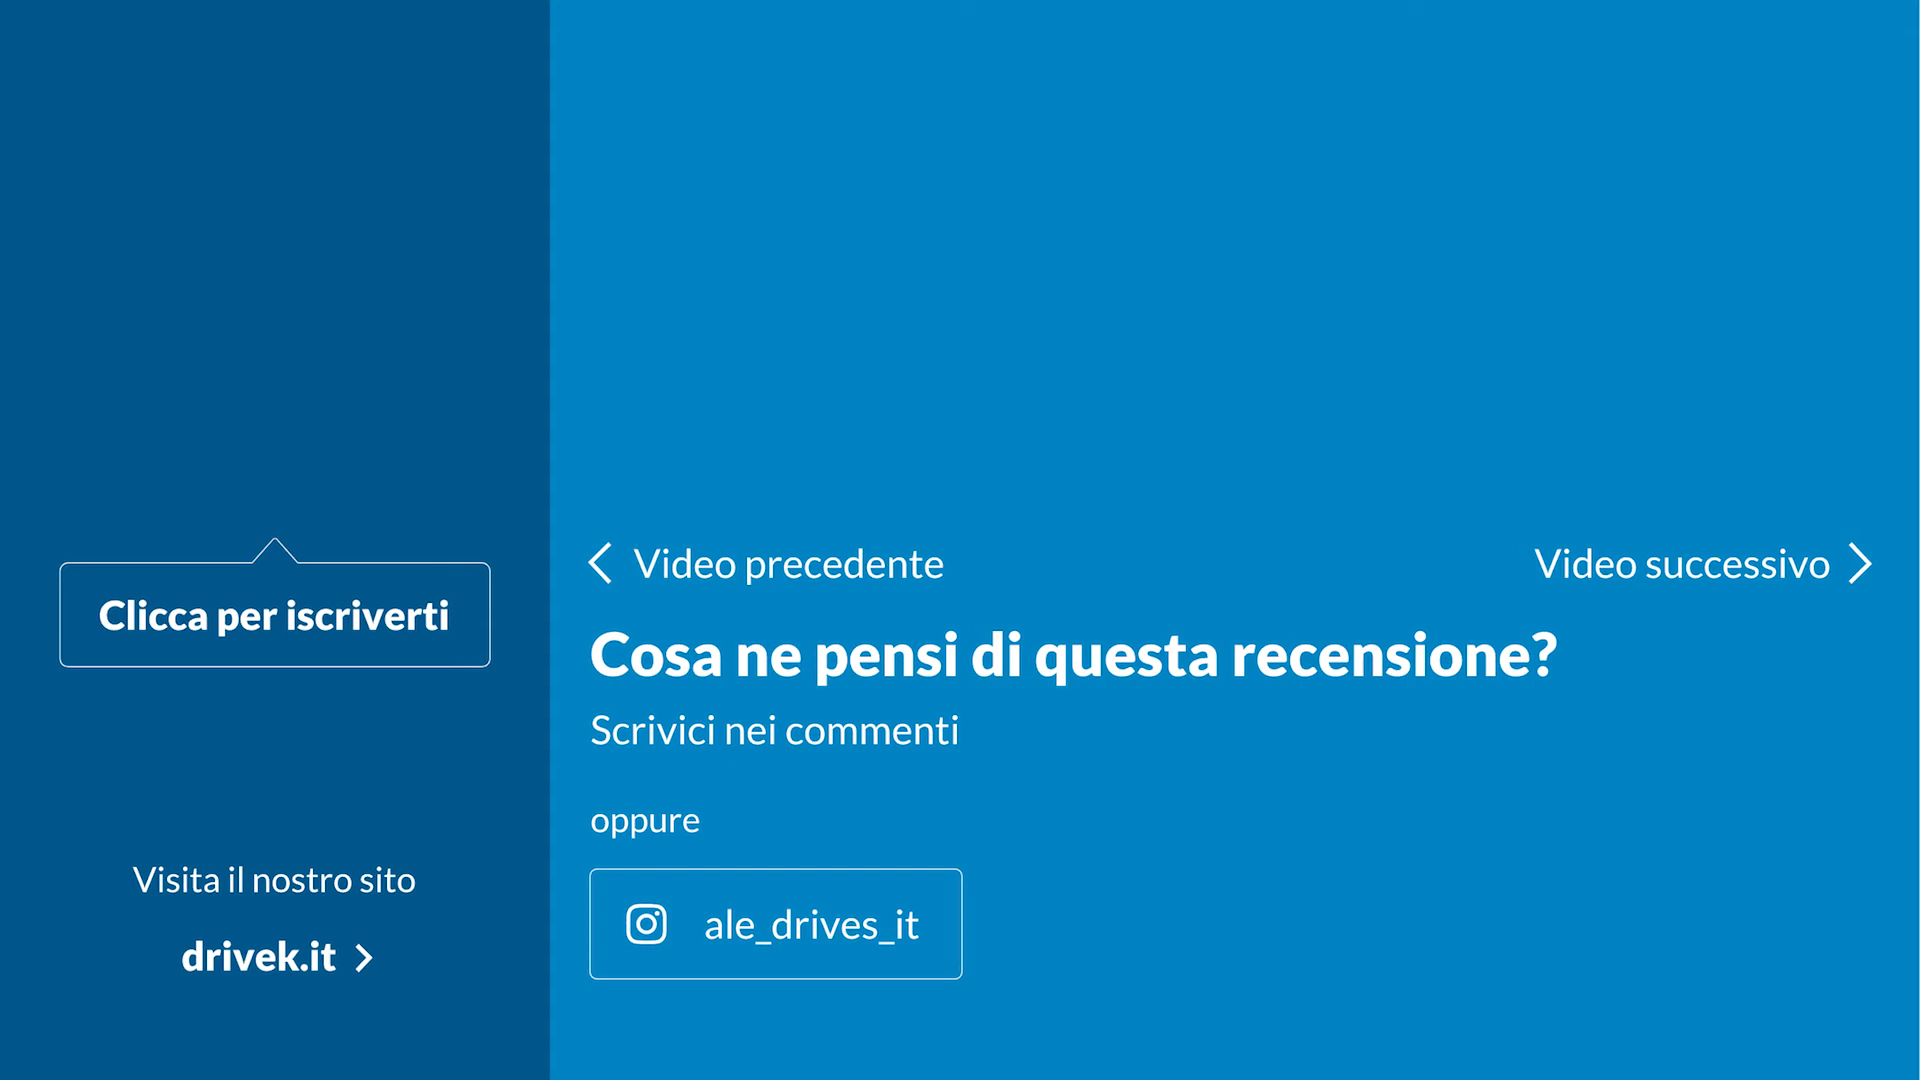 Clicca per iscriverti
Visita il nostro sito
drivek.it
Video precedente
Video successivo
Cosa ne pensi di questa recensione?
Scrivici nei commenti
oppure
ale_drives_it